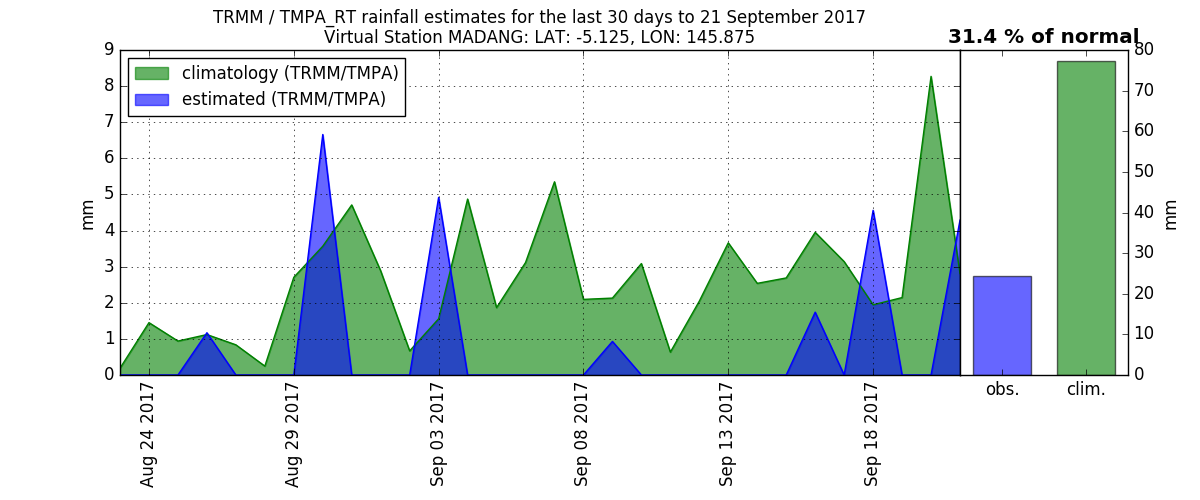 TRMM / TMPA_RT rainfall estimates for the last 30 days to 21 September 2017
Virtual Station MADANG: LAT: -5.125, LON: 145.875
31.4 % of normal
climatology (TRMM/TMPA)
estimated (TRMM/TMPA)
9
8
7
6
5
4
3
2
1
0
mm
Aug 24 2017
Aug 29 2017
Sep 03 2017
Sep 08 2017
Sep 13 2017
Sep 18 2017
obs.
clim.
80
70
60
50
40
30
20
10
0
mm